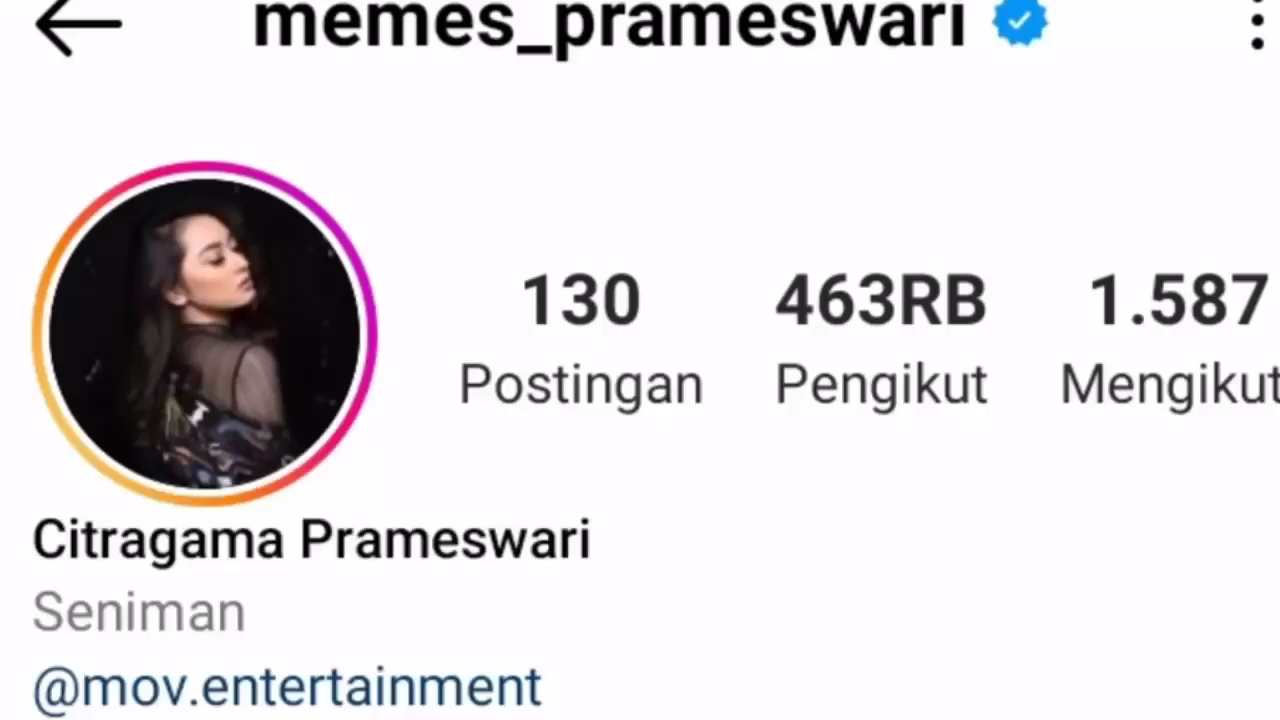 memes_prameswari
130 463RB 1.587
Postingan Pengikut Mengikut
Citragama Prameswari
Seniman
@mov.entertainment